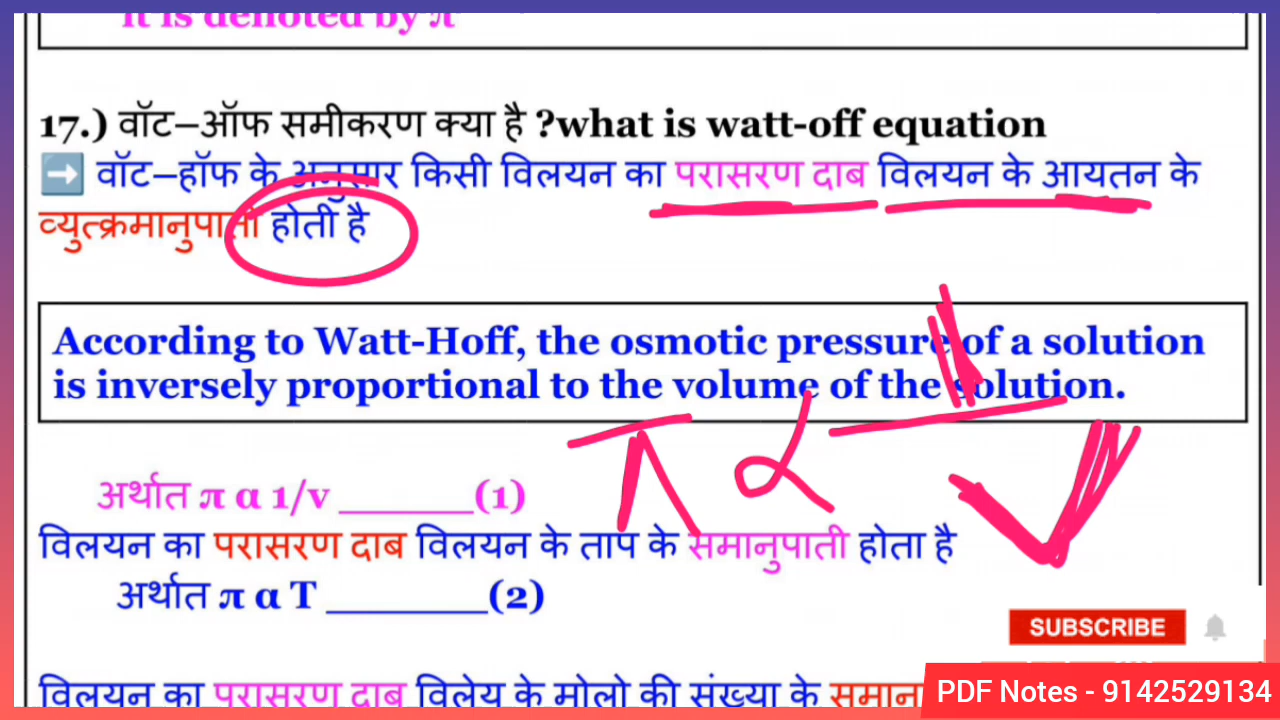 it is denoted by π
17.) वॉट–ऑफ समीकरण क्या है ?what is watt-off equation
➡ वॉट–हॉफ के अनुसार किसी विलयन का परासरण दाब विलयन के आयतन के
व्युत्क्रमानुपाती होती है
According to Watt-Hoff, the osmotic pressure of a solution
is inversely proportional to the volume of the solution.
π α 1/V
अर्थात π α 1/v ______(1)
विलयन का परासरण दाब विलयन के ताप के समानुपाती होता है
अर्थात π α T _______(2)
SUBSCRIBE
विलयन का परासरण दाब विलेय के मोलो की संख्या के समाना
PDF Notes - 9142529134